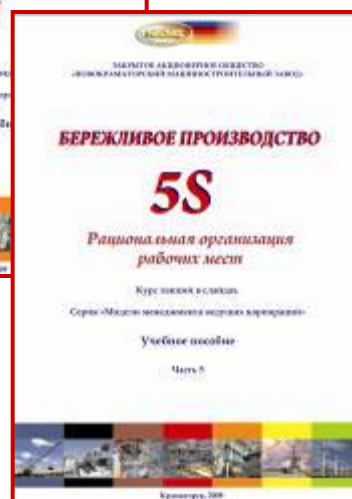 ЗАКРЫТОЕ АКЦИОНЕРНОЕ ОБЩЕСТВО
«НОВОКРАМАТОРСКИЙ МАШИНОСТРОИТЕЛЬНЫЙ ЗАВОД»
БЕРЕЖЛИВОЕ ПРОИЗВОДСТВО
5S
Рациональная организация
рабочих мест
Курс лекций в слайдах
Серия «Модели менеджмента ведущих корпораций»
Учебное пособие
Часть 5
Краматорск, 2009